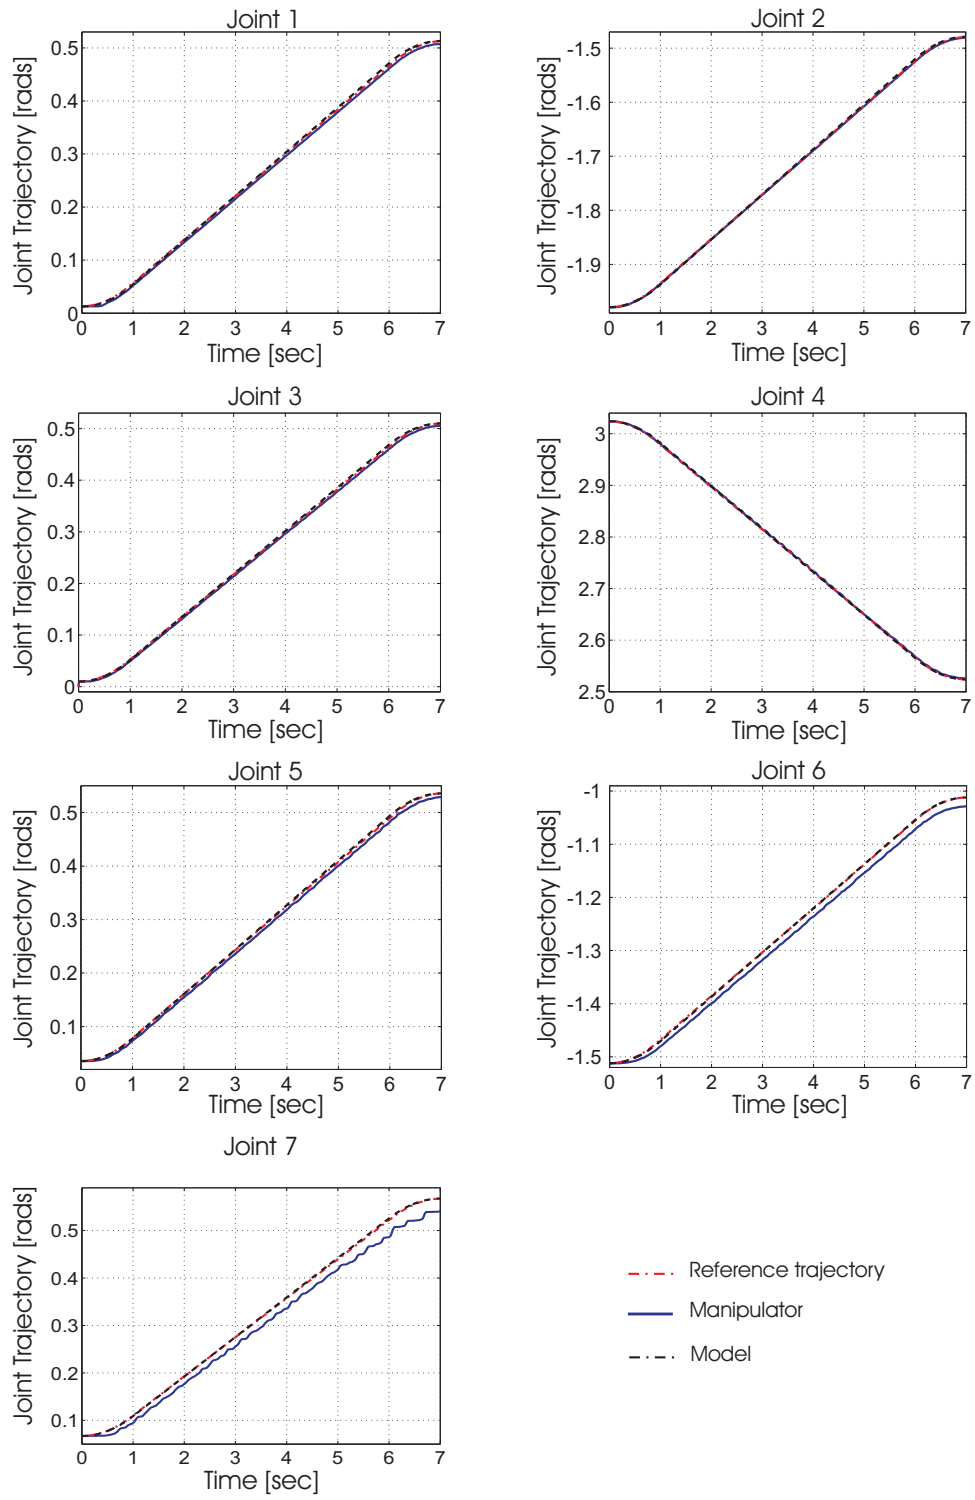 Joint 1
Joint Trajectory [rads]
0.5
0.4
0.3
0.2
0.1
0
0 1 2 3 4 5 6 7
Time [sec]
Joint 2
Joint Trajectory [rads]
-1.5
-1.6
-1.7
-1.8
-1.9
0 1 2 3 4 5 6 7
Time [sec]
Joint 3
Joint Trajectory [rads]
0.5
0.4
0.3
0.2
0.1
0
0 1 2 3 4 5 6 7
Time [sec]
Joint 4
Joint Trajectory [rads]
3
2.9
2.8
2.7
2.6
2.5
0 1 2 3 4 5 6 7
Time [sec]
Joint 5
Joint Trajectory [rads]
0.5
0.4
0.3
0.2
0.1
0 1 2 3 4 5 6 7
Time [sec]
Joint 6
Joint Trajectory [rads]
-1
-1.1
-1.2
-1.3
-1.4
-1.5
0 1 2 3 4 5 6 7
Time [sec]
Joint 7
Joint Trajectory [rads]
0.5
0.4
0.3
0.2
0.1
0 1 2 3 4 5 6 7
Time [sec]
Reference trajectory
Manipulator
Model